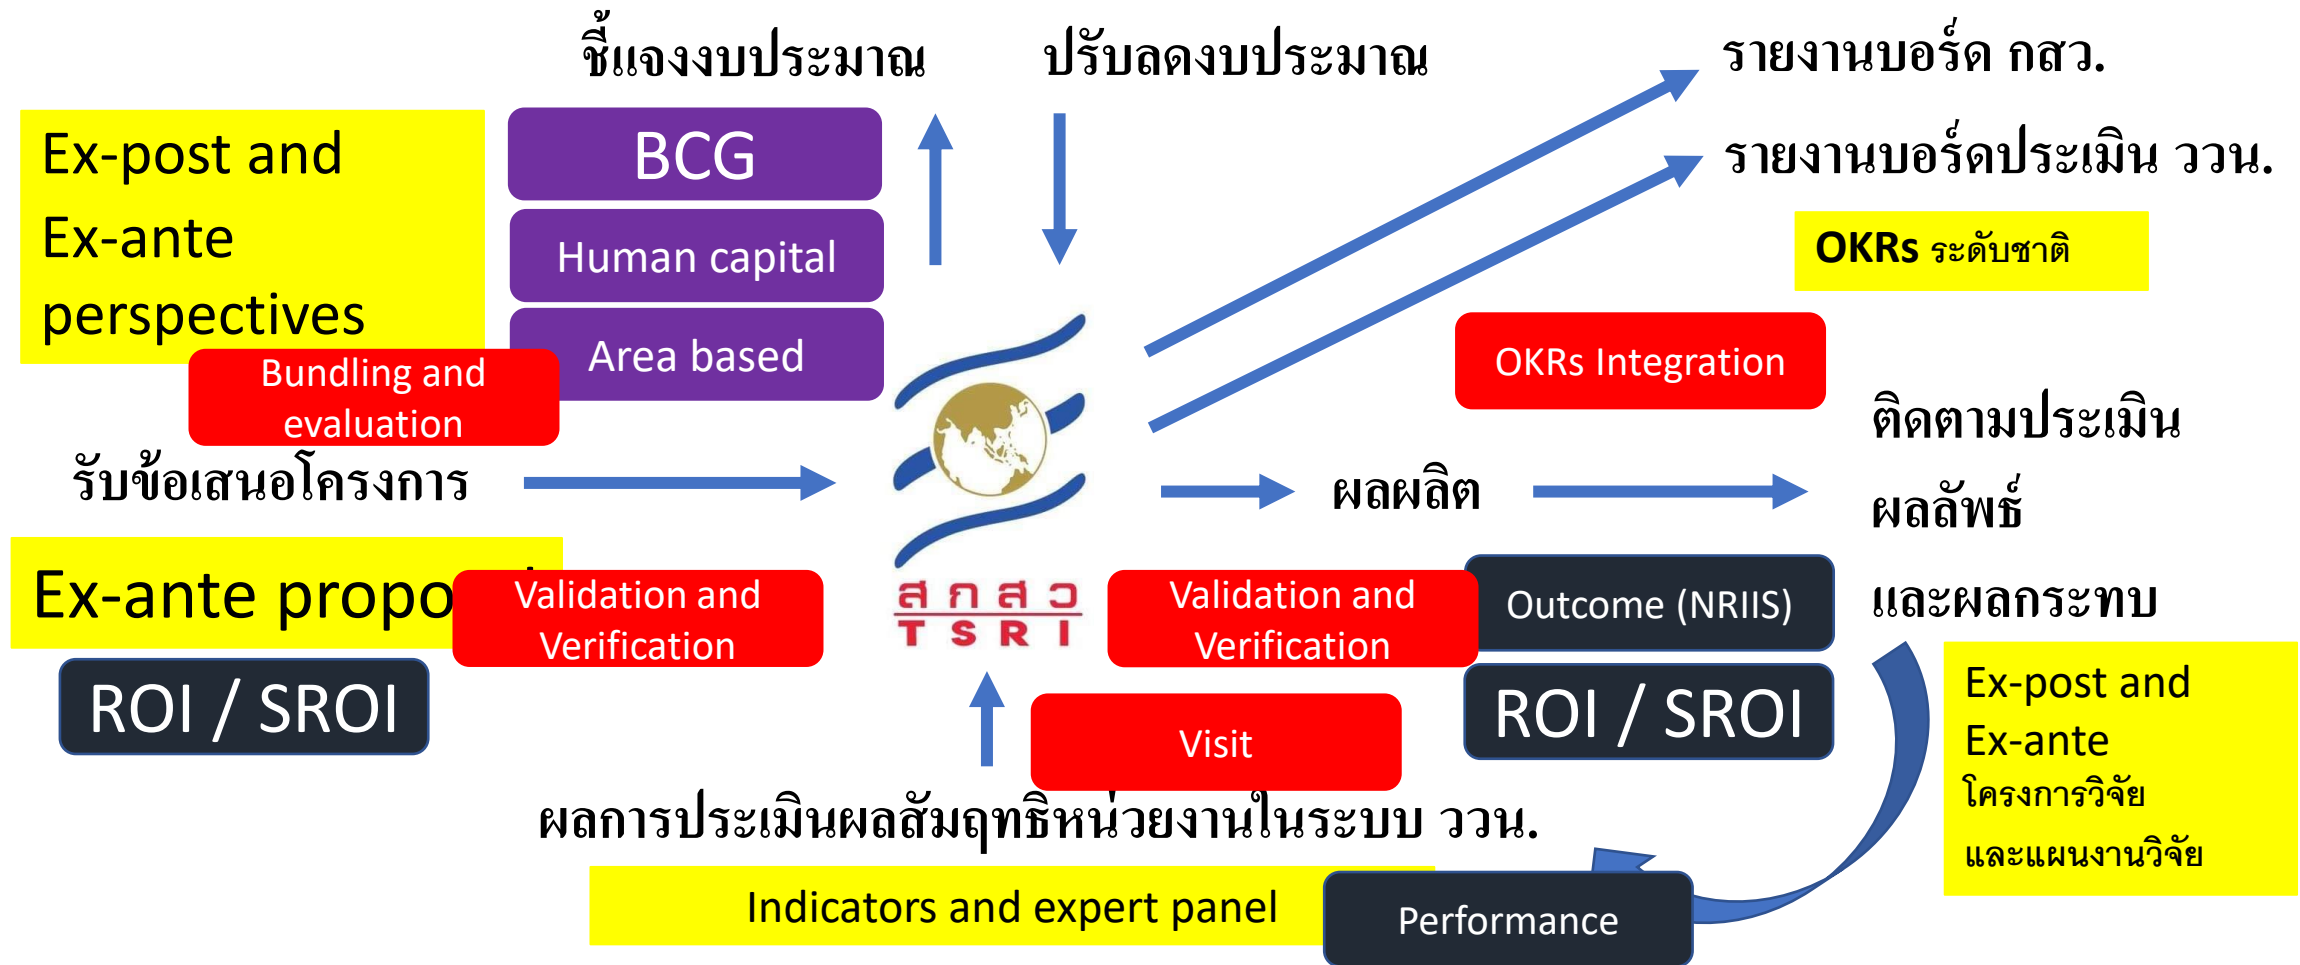 ชี้แจงงบประมาณ
ปรับลดงบประมาณ
รายงานบอร์ด กสว.
รายงานบอร์ดประเมิน ววน.
OKRs ระดับชาติ
Ex-post and
Ex-ante
perspectives
BCG
Human capital
Area based
Bundling and
evaluation
OKRs Integration
รับข้อเสนอโครงการ
ผลผลิต
ติดตามประเมิน
ผลลัพธ์
และผลกระทบ
Ex-ante propo
Validation and
Verification
สกสว
TSRI
Validation and
Verification
Outcome (NRIIS)
ROI / SROI
ROI / SROI
Visit
Ex-post and
Ex-ante
โครงการวิจัย
และแผนงานวิจัย
ผลการประเมินผลสัมฤทธิหน่วยงานในระบบ ววน.
Indicators and expert panel
Performance